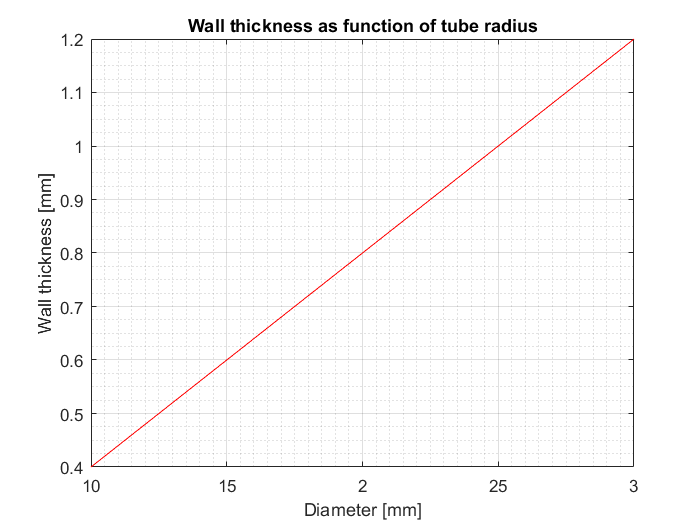 Wall thickness as function of tube radius
1.2
1.1
1
0.9
0.8
0.7
0.6
0.5
0.4
Wall thickness [mm]
10 15 2 25 3
Diameter [mm]